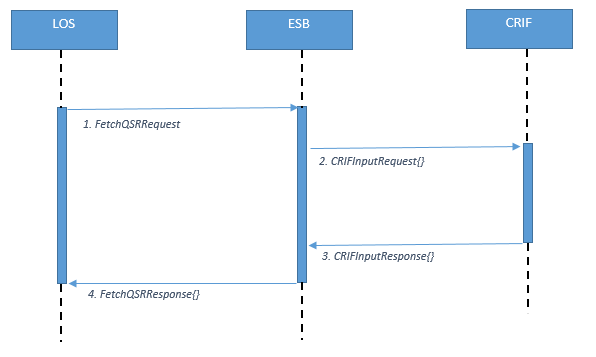 LOS
ESB
CRIF
1. FetchQSRRequest
2. CRIFInputRequest{}
3. CRIFInputResponse{}
4. FetchQSRResponse{}